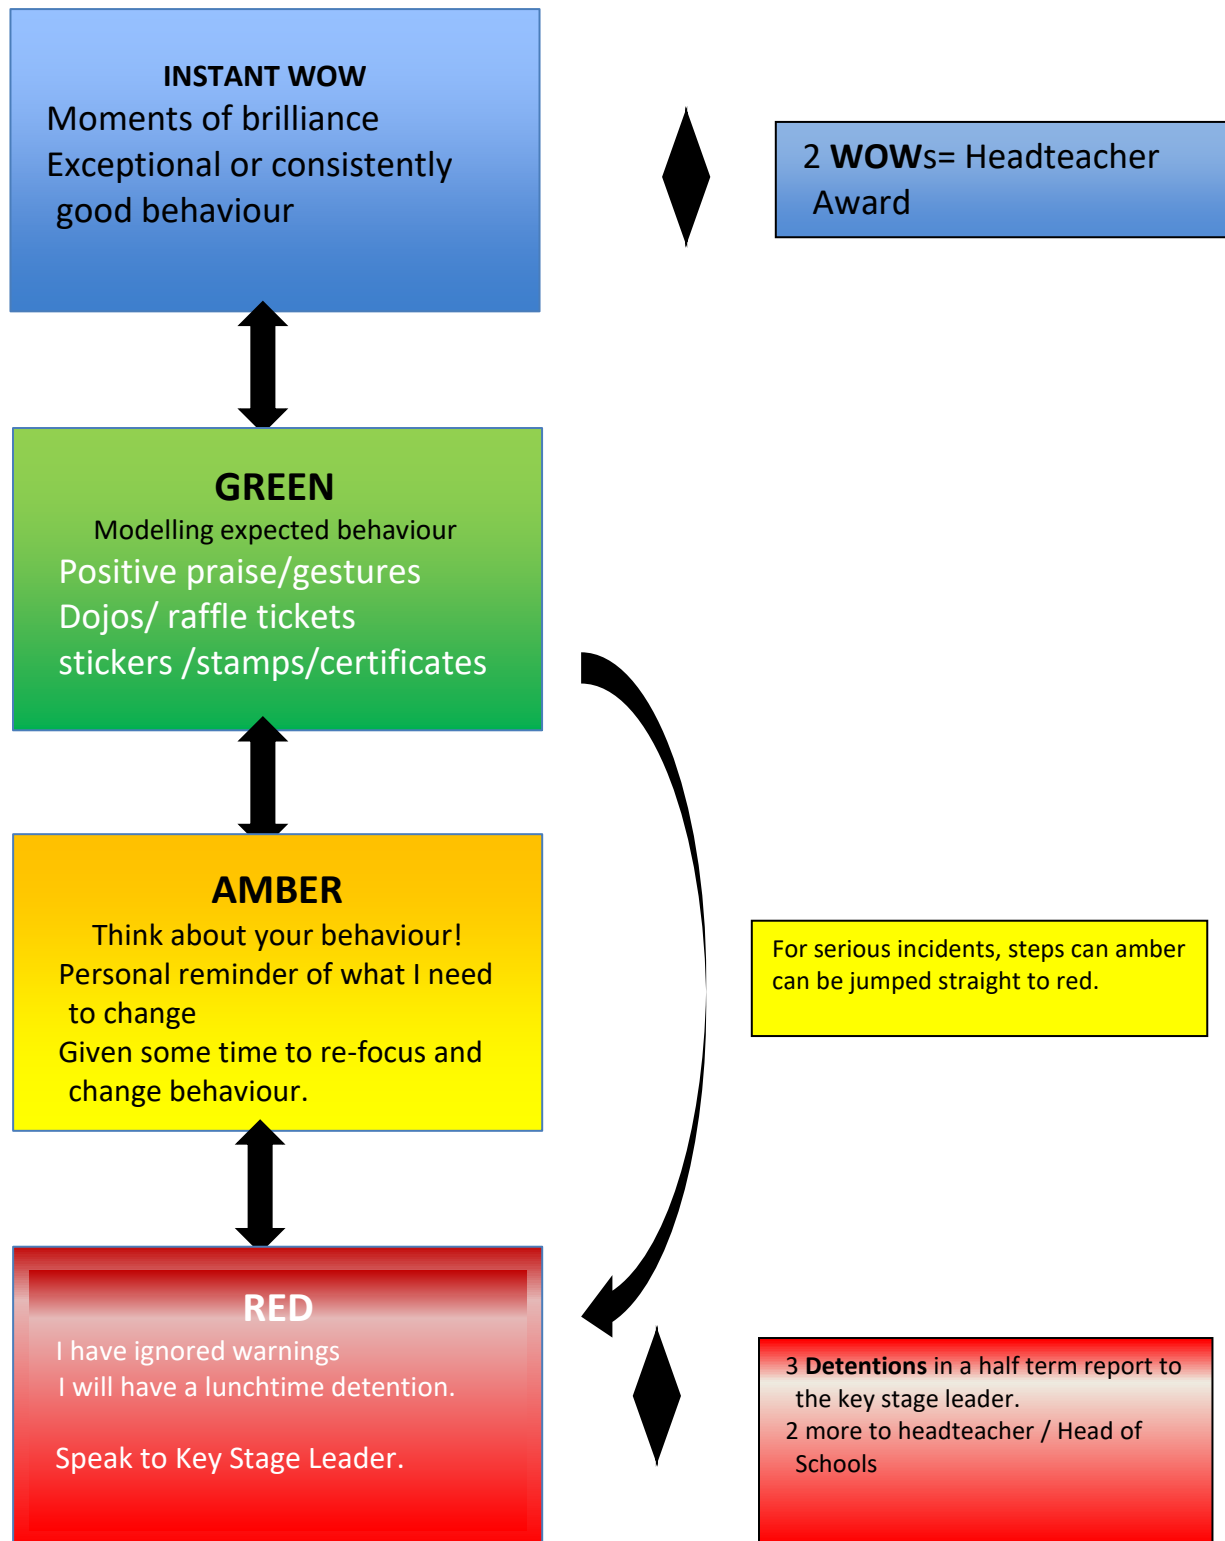 INSTANT WOW
Moments of brilliance
Exceptional or consistently
good behaviour
2 WOWs= Headteacher
Award
GREEN
Modelling expected behaviour
Positive praise/gestures
Dojos/ raffle tickets
stickers /stamps/certificates
AMBER
Think about your behaviour!
Personal reminder of what I need
to change
Given some time to re-focus and
change behaviour.
For serious incidents, steps can amber
can be jumped straight to red.
RED
I have ignored warnings
I will have a lunchtime detention.
Speak to Key Stage Leader.
3 Detentions in a half term report to
the key stage leader.
2 more to headteacher / Head of
Schools